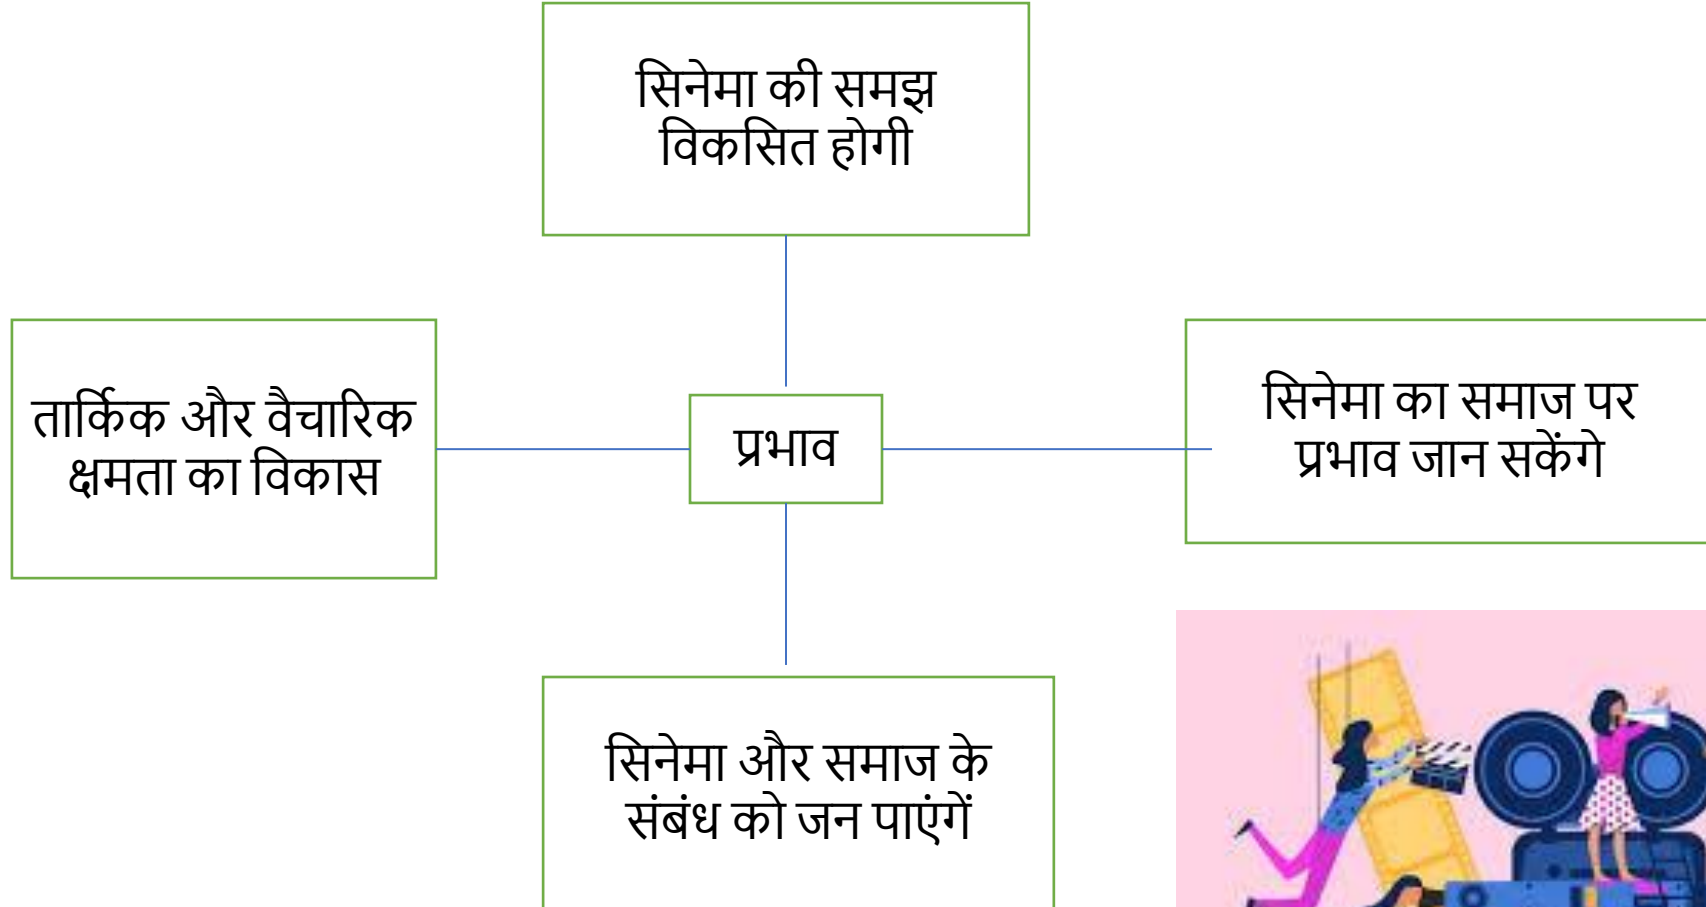 सिनेमा की समझ
विकसित होगी
तार्किक और वैचारिक
क्षमता का विकास
प्रभाव
सिनेमा का समाज पर
प्रभाव जान सकेंगे
सिनेमा और समाज के
संबंध को जन पाएंगें